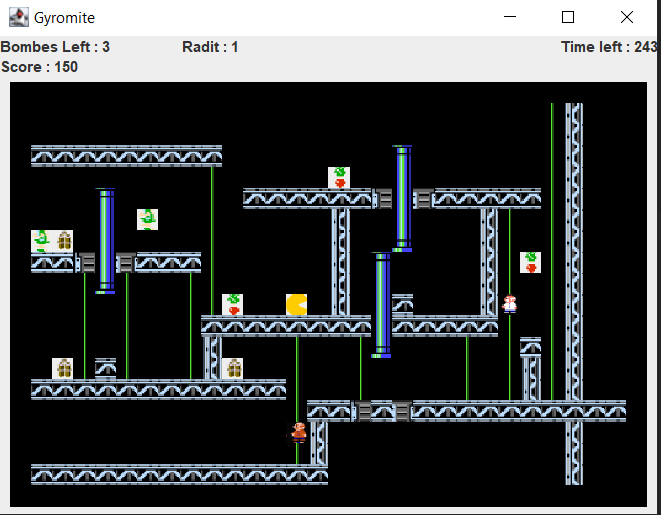 Gyromite
Bombes Left : 3 Radit : 1 Time left : 243
Score : 150